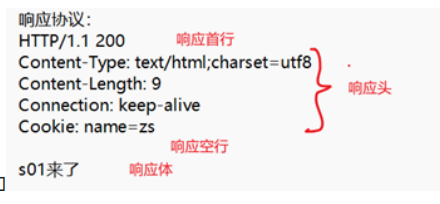 响应协议：
HTTP/1.1 200 响应首行
Content-Type: text/html;charset=utf8
Content-Length: 9
响应头
Connection: keep-alive
Cookie: name=zs
响应空行
s01来了 响应体